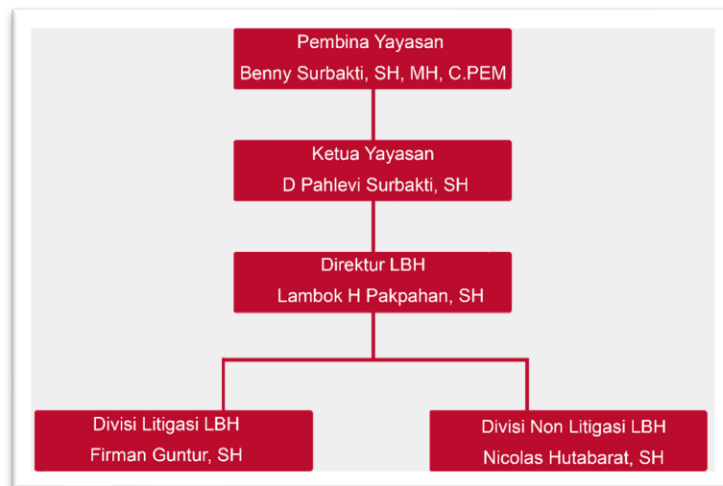 Pembina Yayasan
Benny Surbakti, SH, MH, C.PEM
Ketua Yayasan
D Pahlevi Surbakti, SH
Direktur LBH
Lambok H Pakpahan, SH
Divisi Litigasi LBH
Firman Guntur, SH
Divisi Non Litigasi LBH
Nicolas Hutabarat, SH